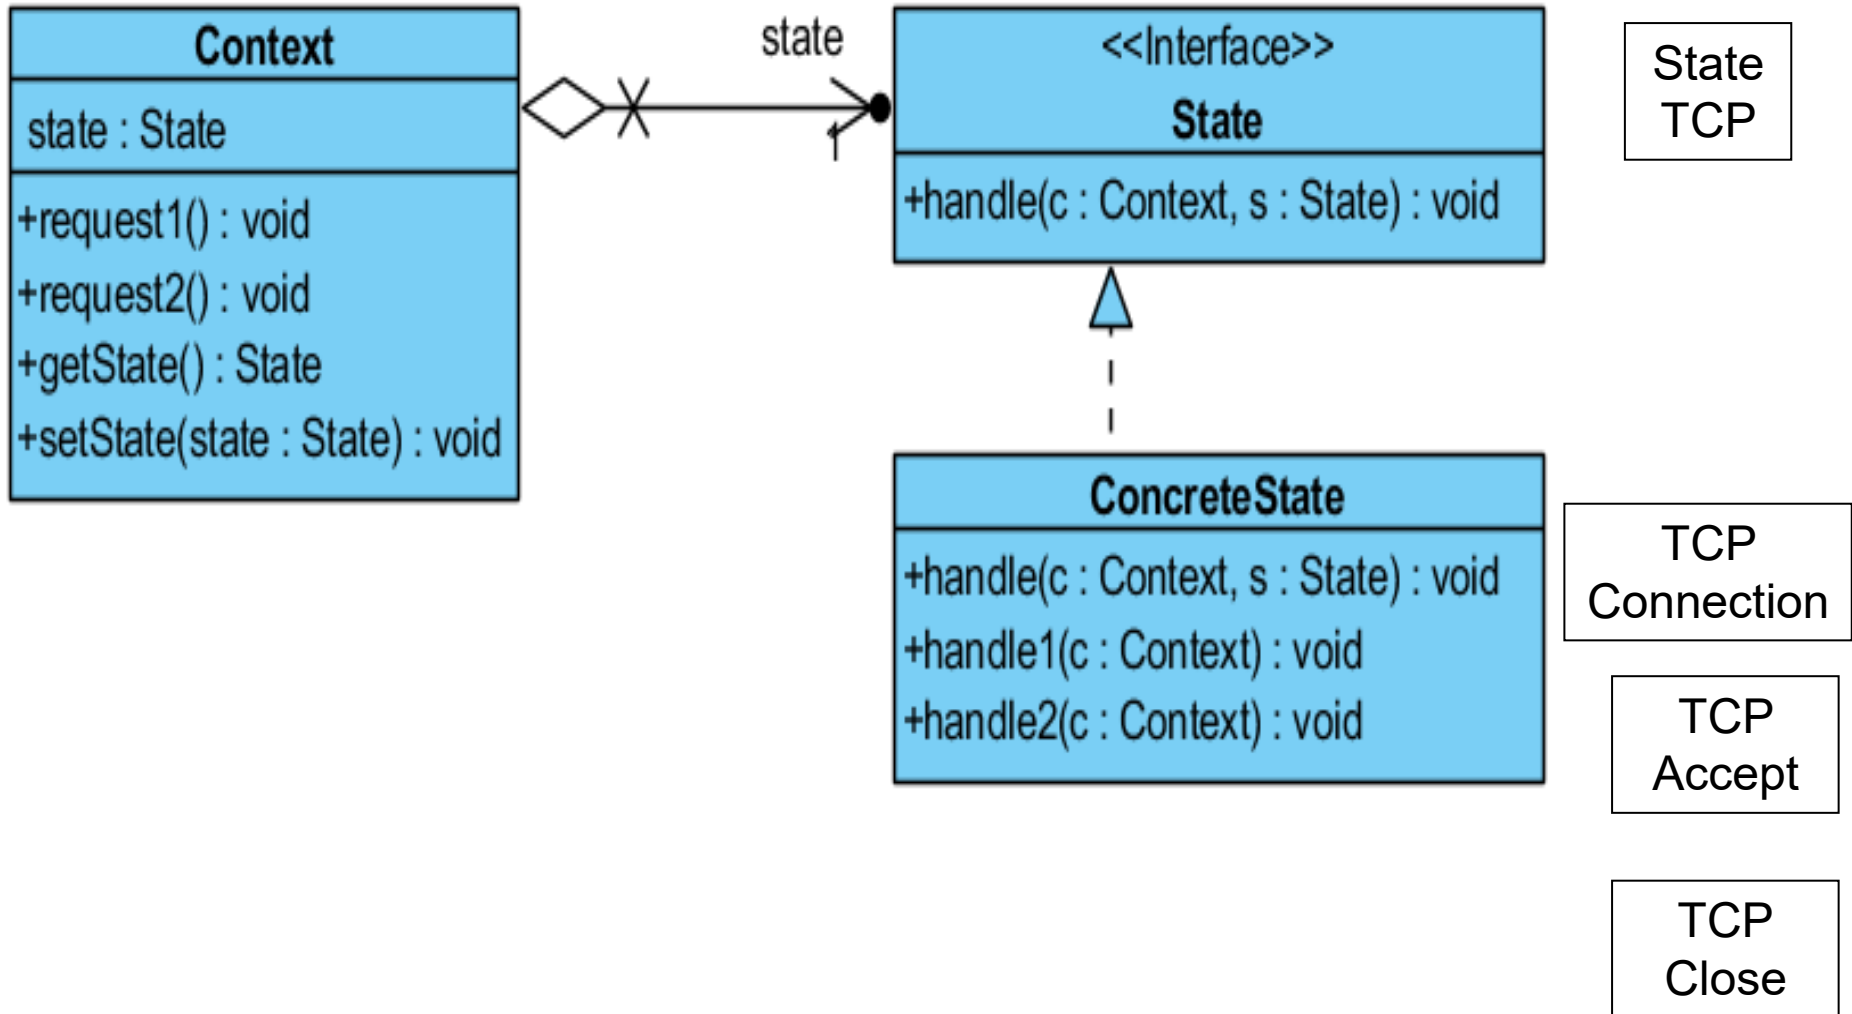 Context
state : State
+request1() : void
+request2() : void
+getState() : State
+setState(state : State) : void
state
1
<<Interface>>
State
+handle(c : Context, s : State) : void
State
TCP
ConcreteState
+handle(c : Context, s : State) : void
+handle1(c : Context) : void
+handle2(c : Context) : void
TCP
Connection
TCP
Accept
TCP
Close